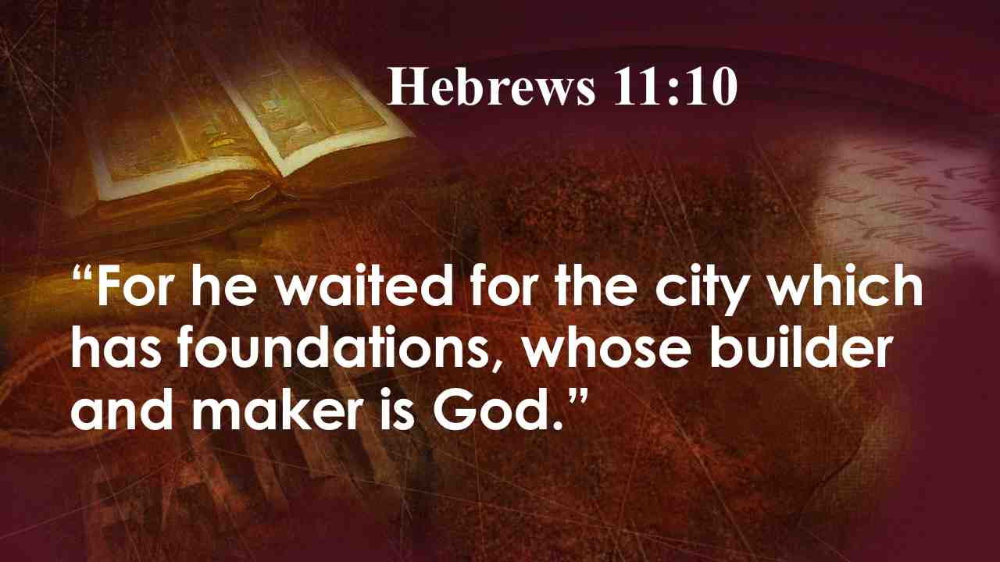 Hebrews 11:10
“For he waited for the city which
has foundations, whose builder
and maker is God.”